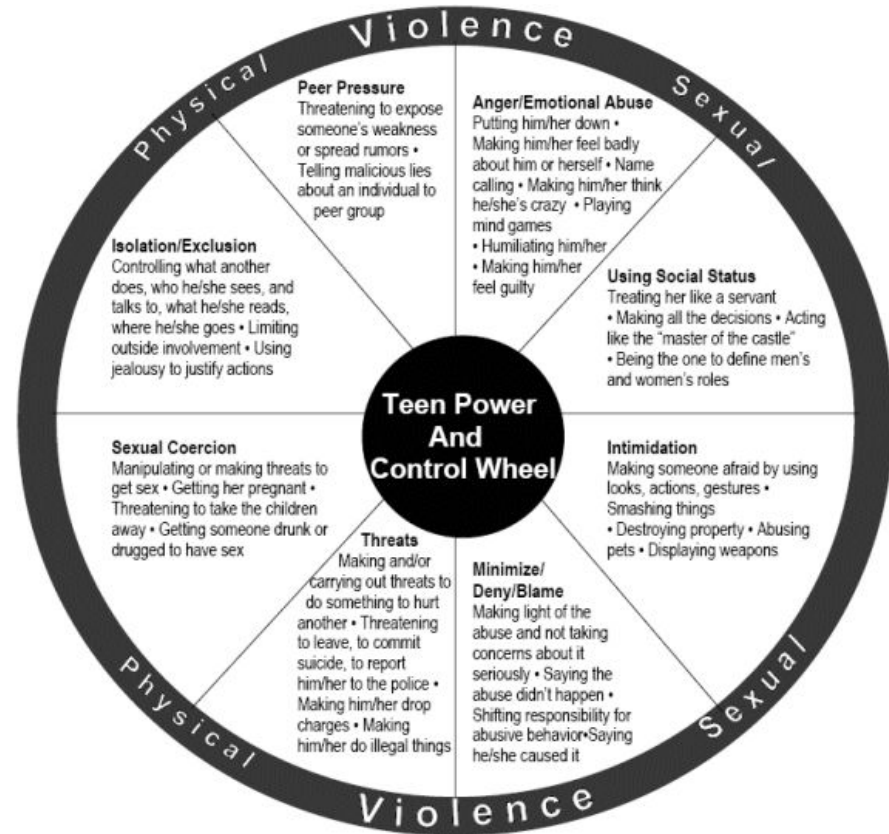 Physical Violence Sexual
Peer Pressure
Threatening to expose
someone's weakness
or spread rumors •
Telling malicious lies
about an individual to
peer group
Anger/Emotional Abuse
Putting him/her down •
Making him/her feel badly
about him or herself • Name
calling • Making him/her think
he/she's crazy • Playing
mind games
• Humiliating him/her
• Making him/her
feel guilty
Isolation/Exclusion
Controlling what another
does, who he/she sees, and
talks to, what he/she reads,
where he/she goes • Limiting
outside involvement • Using
jealousy to justify actions
Using Social Status
Treating her like a servant
• Making all the decisions • Acting
like the “master of the castle”
• Being the one to define men's
and women's roles
Teen Power
And
Control Wheel
Sexual Coercion
Manipulating or making threats to
get sex • Getting her pregnant •
Threatening to take the children
away • Getting someone drunk or
drugged to have sex
Intimidation
Making someone afraid by using
looks, actions, gestures •
Smashing things
• Destroying property • Abusing
pets • Displaying weapons
Threats
Making and/or
carrying out threats to
do something to hurt
another • Threatening
to leave, to commit
suicide, to report
him/her to the police •
Making him/her drop
charges • Making
him/her do illegal things
Minimize/
Deny/Blame
Making light of the
abuse and not taking
concerns about it
seriously • Saying the
abuse didn't happen •
Shifting responsibility for
abusive behavior•Saying
he/she caused it
Physical Violence Sexual